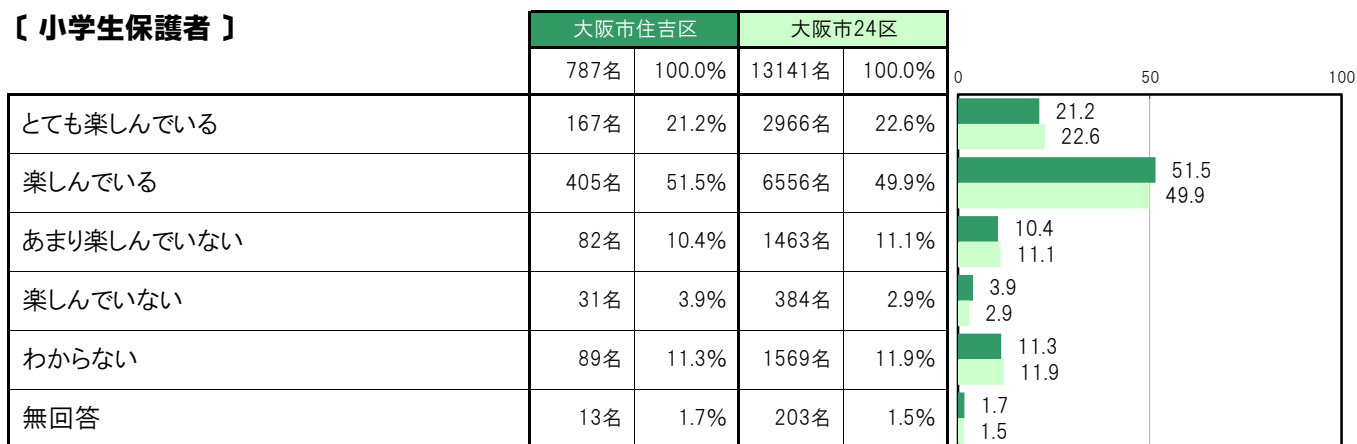 〔 小学生保護者 〕
大阪市住吉区 大阪市24区
787名 100.0% 13141名 100.0% 0 50 100
とても楽しんでいる 167名 21.2% 2966名 22.6% 21.2
22.6
楽しんでいる 405名 51.5% 6556名 49.9% 51.5
49.9
あまり楽しんでいない 82名 10.4% 1463名 11.1% 10.4
11.1
楽しんでいない 31名 3.9% 384名 2.9% 3.9
2.9
わからない 89名 11.3% 1569名 11.9% 11.3
11.9
無回答 13名 1.7% 203名 1.5% 1.7
1.5